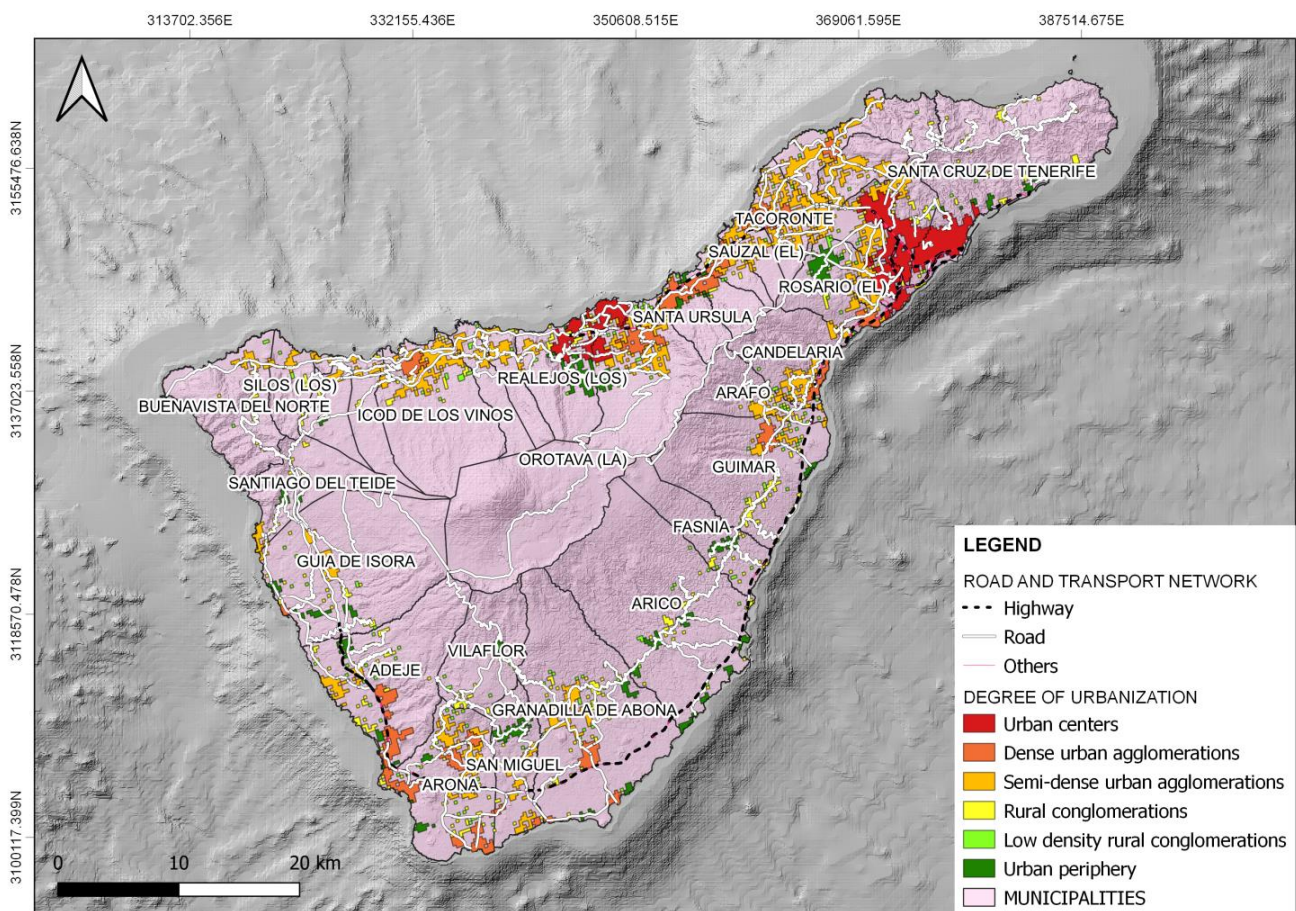 313702.356E 332155.436E 350608.515E 369061.595E 387514.675E
3155476.638N
3137023.558N
3118570.478N
3100117.399N
SANTA CRUZ DE TENERIFE
TACORONTE
SAUZAL (EL)
ROSARIO (EL)
SANTA URSULA
CANDELARIA
REALEJOS (LOS)
SILOS (LOS)
ARAFO
BUENAVISTA DEL NORTE
ICOD DE LOS VINOS
OROTAVA (LA)
GUIMAR
SANTIAGO DEL TEIDE
FASNIA
GUIA DE ISORA
ARICO
VILAFLOR
ADEJE
GRANADILLA DE ABONA
SAN MIGUEL
ARONA
0 10 20 km
LEGEND
ROAD AND TRANSPORT NETWORK
Highway
Road
Others
DEGREE OF URBANIZATION
Urban centers
Dense urban agglomerations
Semi-dense urban agglomerations
Rural conglomerations
Low density rural conglomerations
Urban periphery
MUNICIPALITIES